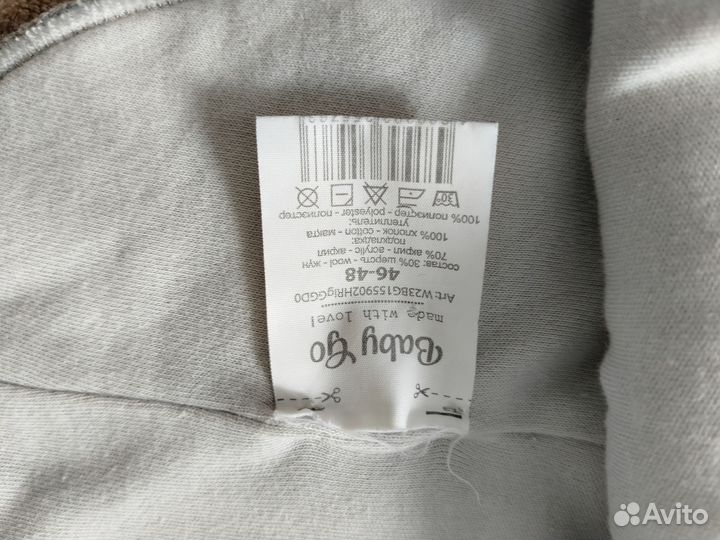 Baby Go
made with love!
Art: W23BG155902HRigGGD0
46-48
состав: 30% шерсть - wool - жүн
70% акрил - acrylic - акрил
подкладка:
100% хлопок - cotton - мақта
утеплитель:
100% полиэстер - polyester - полиэстер
30°
Avito